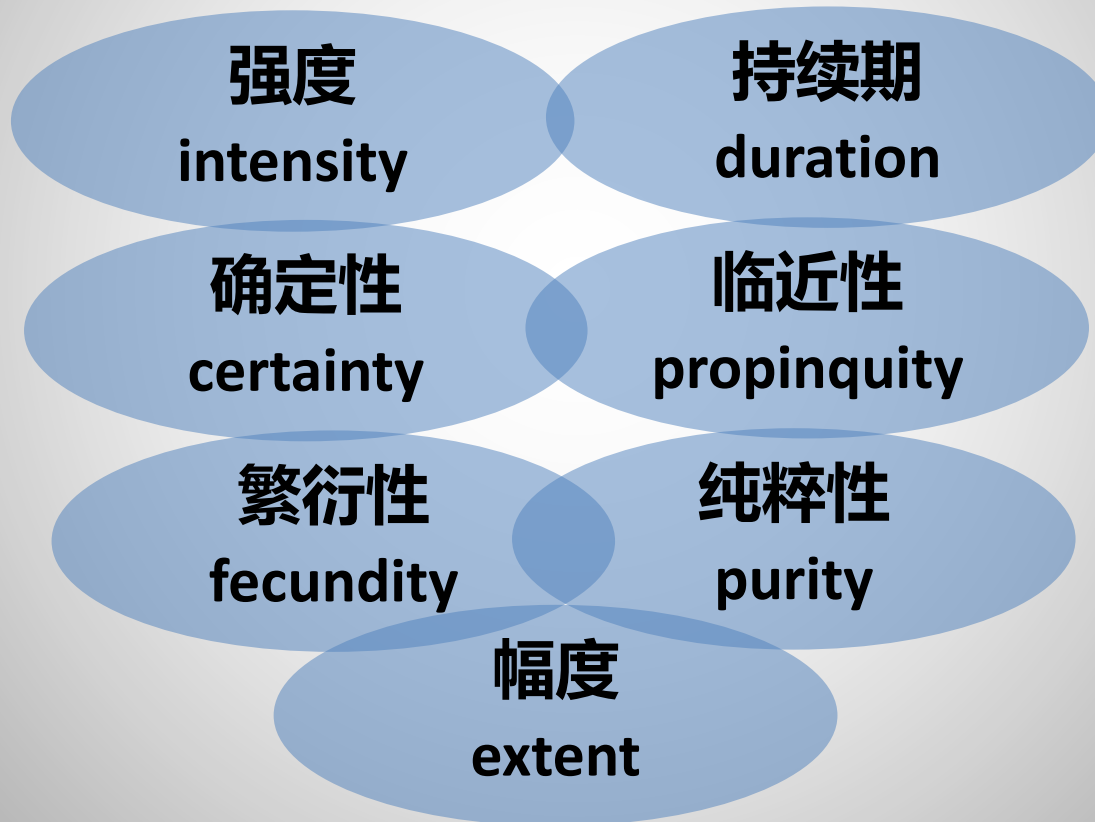 强度
intensity
持续期
duration
确定性
certainty
临近性
propinquity
繁衍性
fecundity
纯粹性
purity
幅度
extent